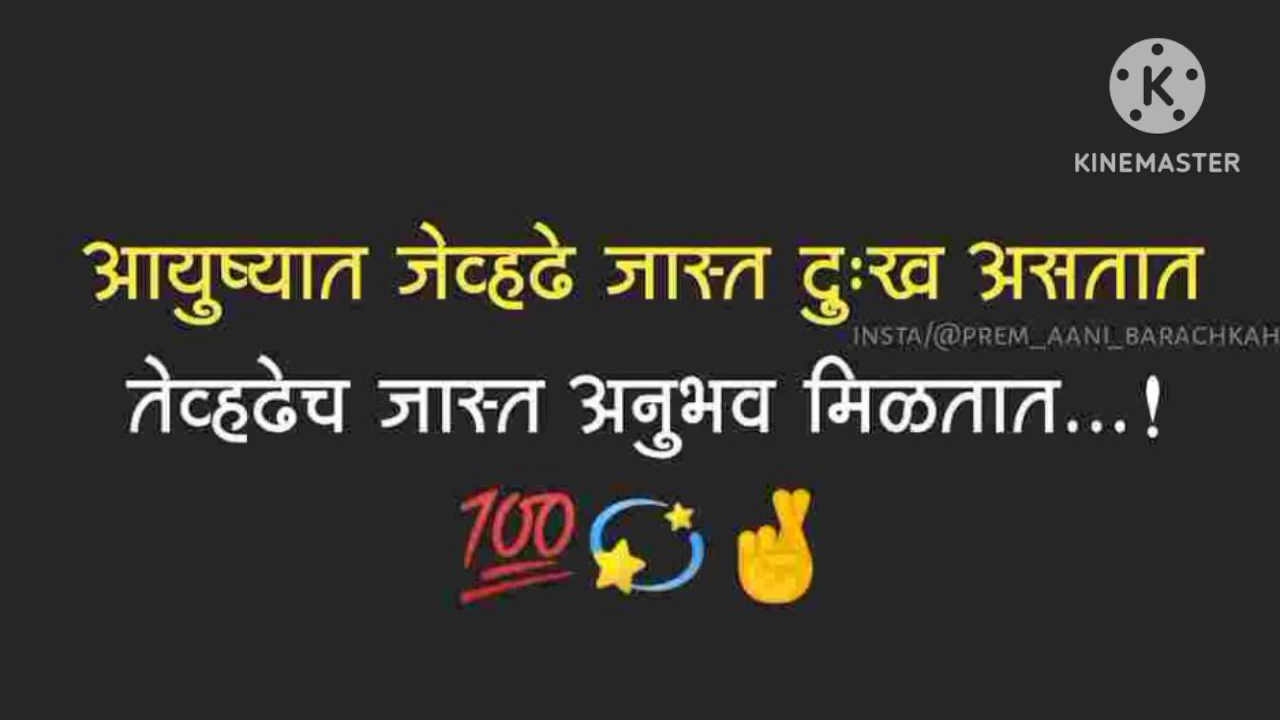 K
KINEMASTER
आयुष्यात जेव्हढे जास्त दुःख असतात
INSTA/@PREM_AANI_BARACHKAH
तेव्हढेच जास्त अनुभव मिळतात...!
💯💫🤞